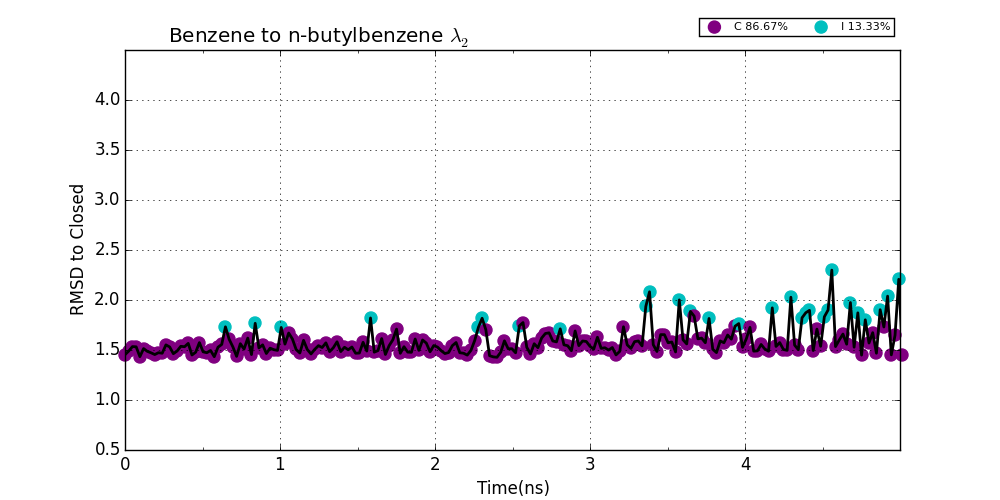 Benzene to n-butylbenzene λ₂
C 86.67% I 13.33%
4.0
3.5
3.0
2.5
2.0
1.5
1.0
0.5
RMSD to Closed
0 1 2 3 4
Time(ns)